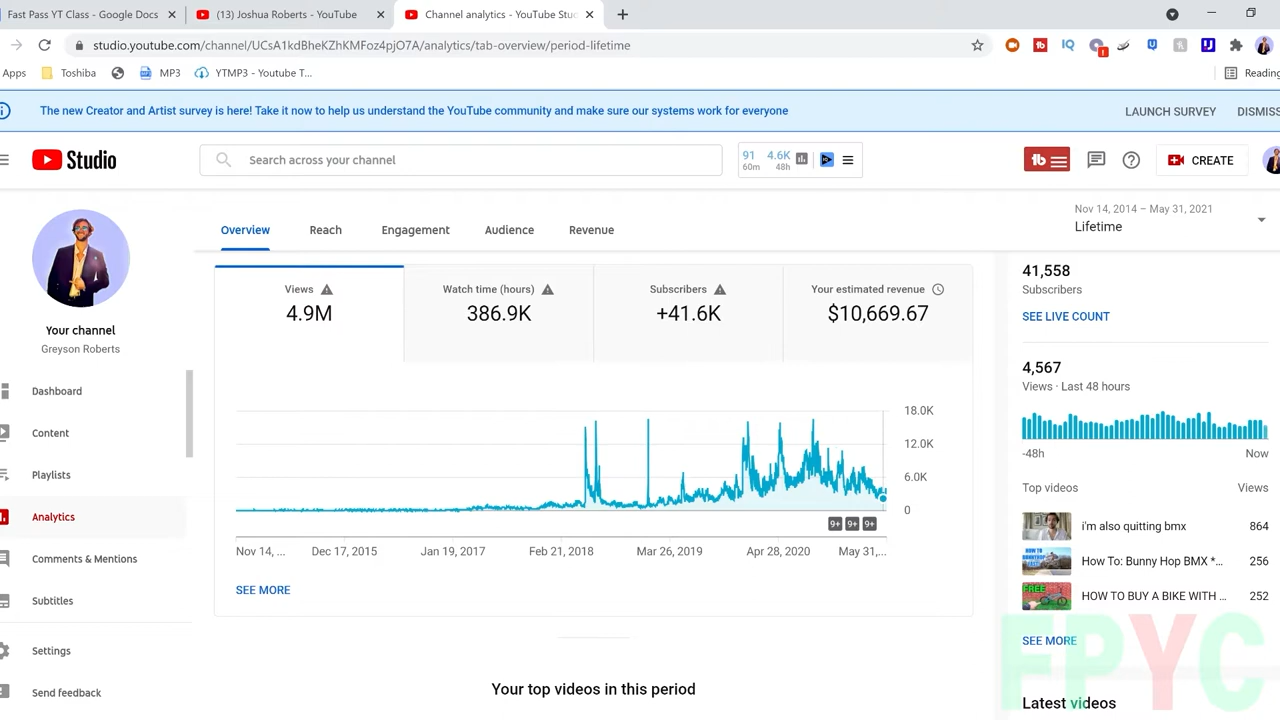 Fast Pass YT Class - Google Docs
(13) Joshua Roberts - YouTube
Channel analytics - YouTube Stu
studio.youtube.com/channel/UCsA1kdBheKZhKMFoz4pjO7A/analytics/tab-overview/period-lifetime
Apps Toshiba MP3 YTMP3 - Youtube T... Reading
The new Creator and Artist survey is here! Take it now to help us understand the YouTube community and make sure our systems work for everyone
LAUNCH SURVEY DISMISS
Studio
Search across your channel
91 4.6K
60m 48h
tb
CREATE
Overview Reach Engagement Audience Revenue
Nov 14, 2014 – May 31, 2021
Lifetime
Your channel
Greyson Roberts
Dashboard
Content
Playlists
Analytics
Comments & Mentions
Subtitles
Settings
Send feedback
Views
4.9M
Watch time (hours)
386.9K
Subscribers
+41.6K
Your estimated revenue
$10,669.67
18.0K
12.0K
6.0K
0
9+ 9+ 9+
Nov 14, ... Dec 17, 2015 Jan 19, 2017 Feb 21, 2018 Mar 26, 2019 Apr 28, 2020 May 31,...
SEE MORE
Your top videos in this period
41,558
Subscribers
SEE LIVE COUNT
4,567
Views · Last 48 hours
-48h Now
Top videos Views
i'm also quitting bmx 864
How To: Bunny Hop BMX *... 256
HOW TO BUY A BIKE WITH ... 252
SEE MORE
Latest videos
FPYC